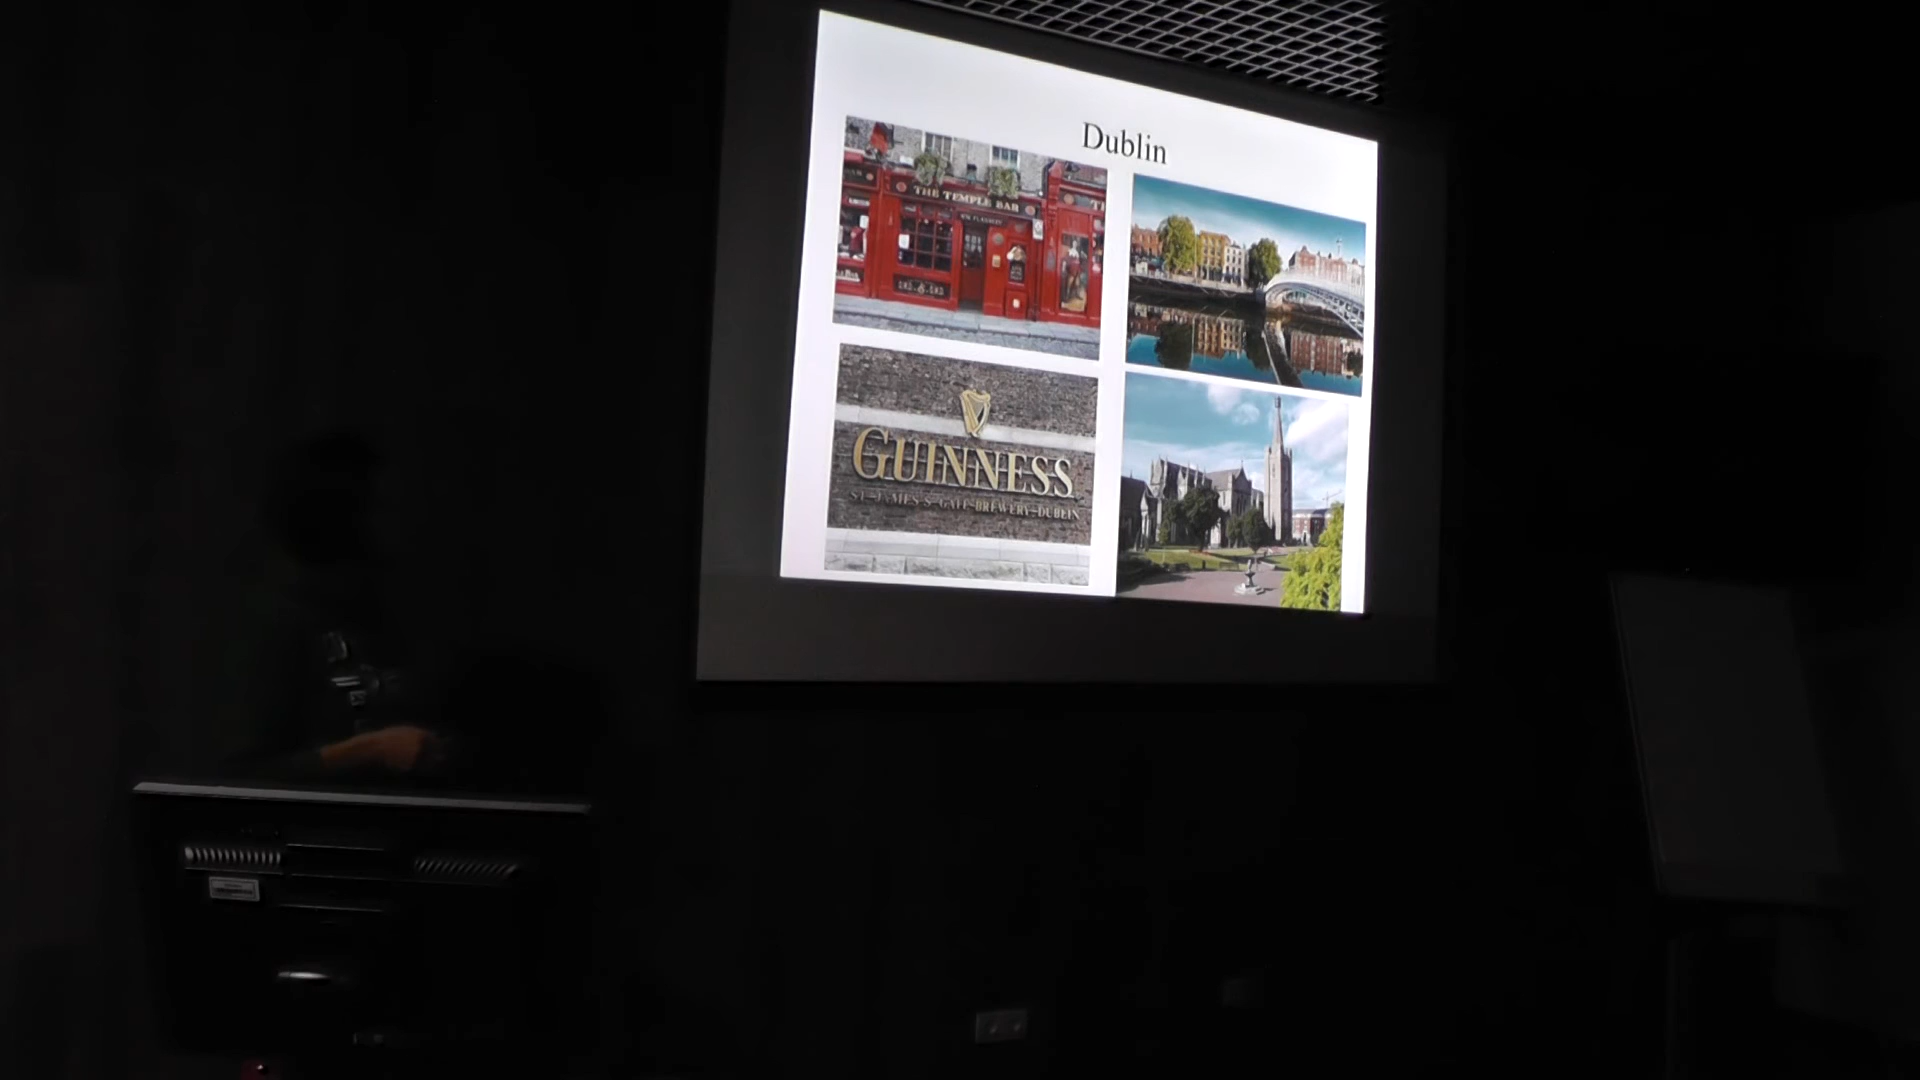 Dublin
THE TEMPLE BAR
GUINNESS
ST. JAMES'S GATE BREWERY DUBLIN